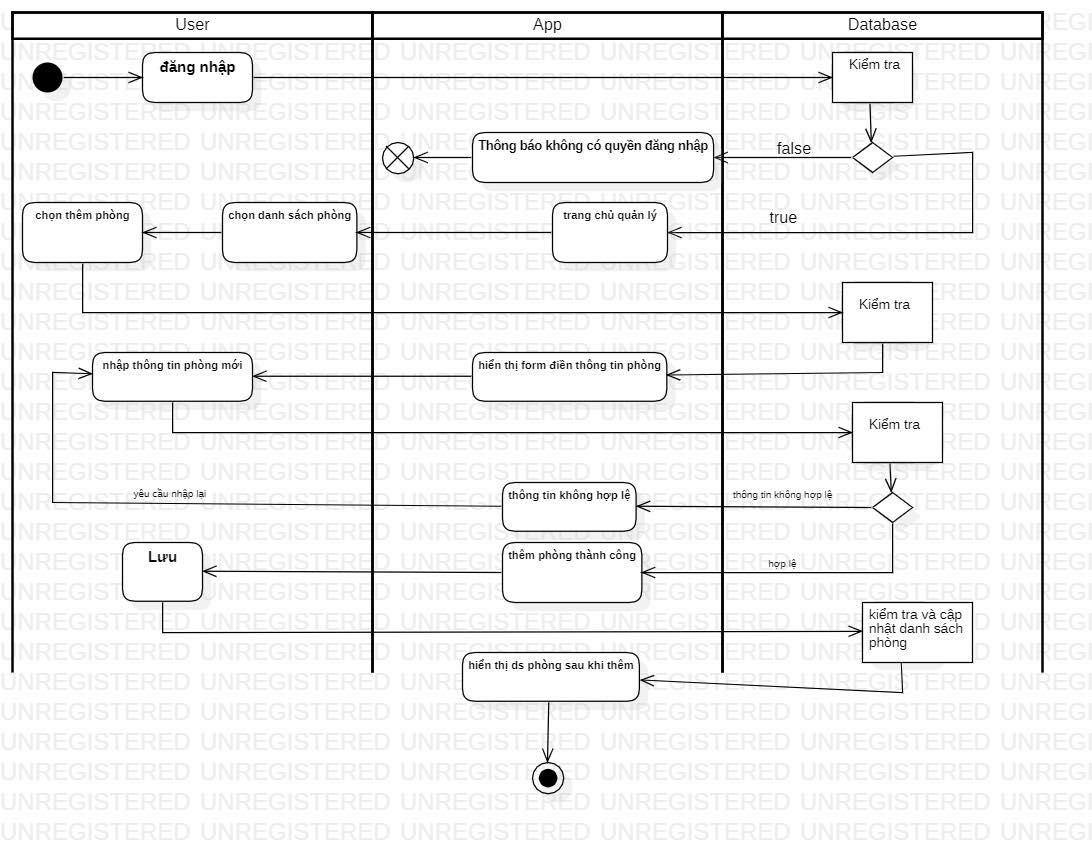 User
App
Database
đăng nhập
Kiểm tra
Thông báo không có quyền đăng nhập
false
chọn thêm phòng
chọn danh sách phòng
trang chủ quản lý
true
Kiểm tra
nhập thông tin phòng mới
hiển thị form điền thông tin phòng
Kiểm tra
yêu cầu nhập lại
thông tin không hợp lệ
thông tin không hợp lệ
Lưu
thêm phòng thành công
hợp lệ
kiểm tra và cập
nhật danh sách
phòng
hiển thị ds phòng sau khi thêm
UNREGISTERED